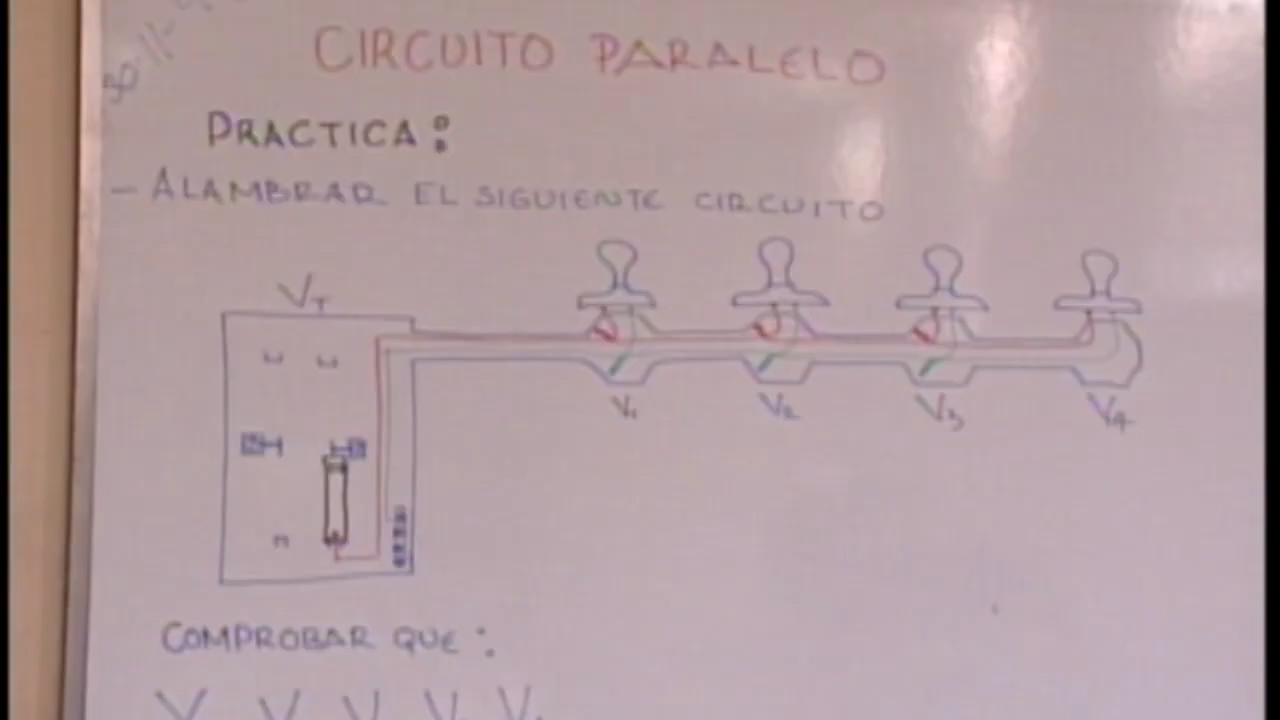 CIRCUITO PARALELO
PRACTICA:
- ALAMBRAR EL SIGUIENTE CIRCUITO
VT
V1 V2 V3 V4
COMPROBAR QUE:
V V V V V